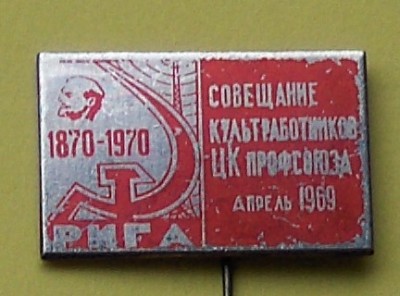 1870-1970
РИГА
СОВЕЩАНИЕ
КУЛЬТРАБОТНИКОВ
ЦК ПРОФСОЮЗА
АПРЕЛЬ 1969